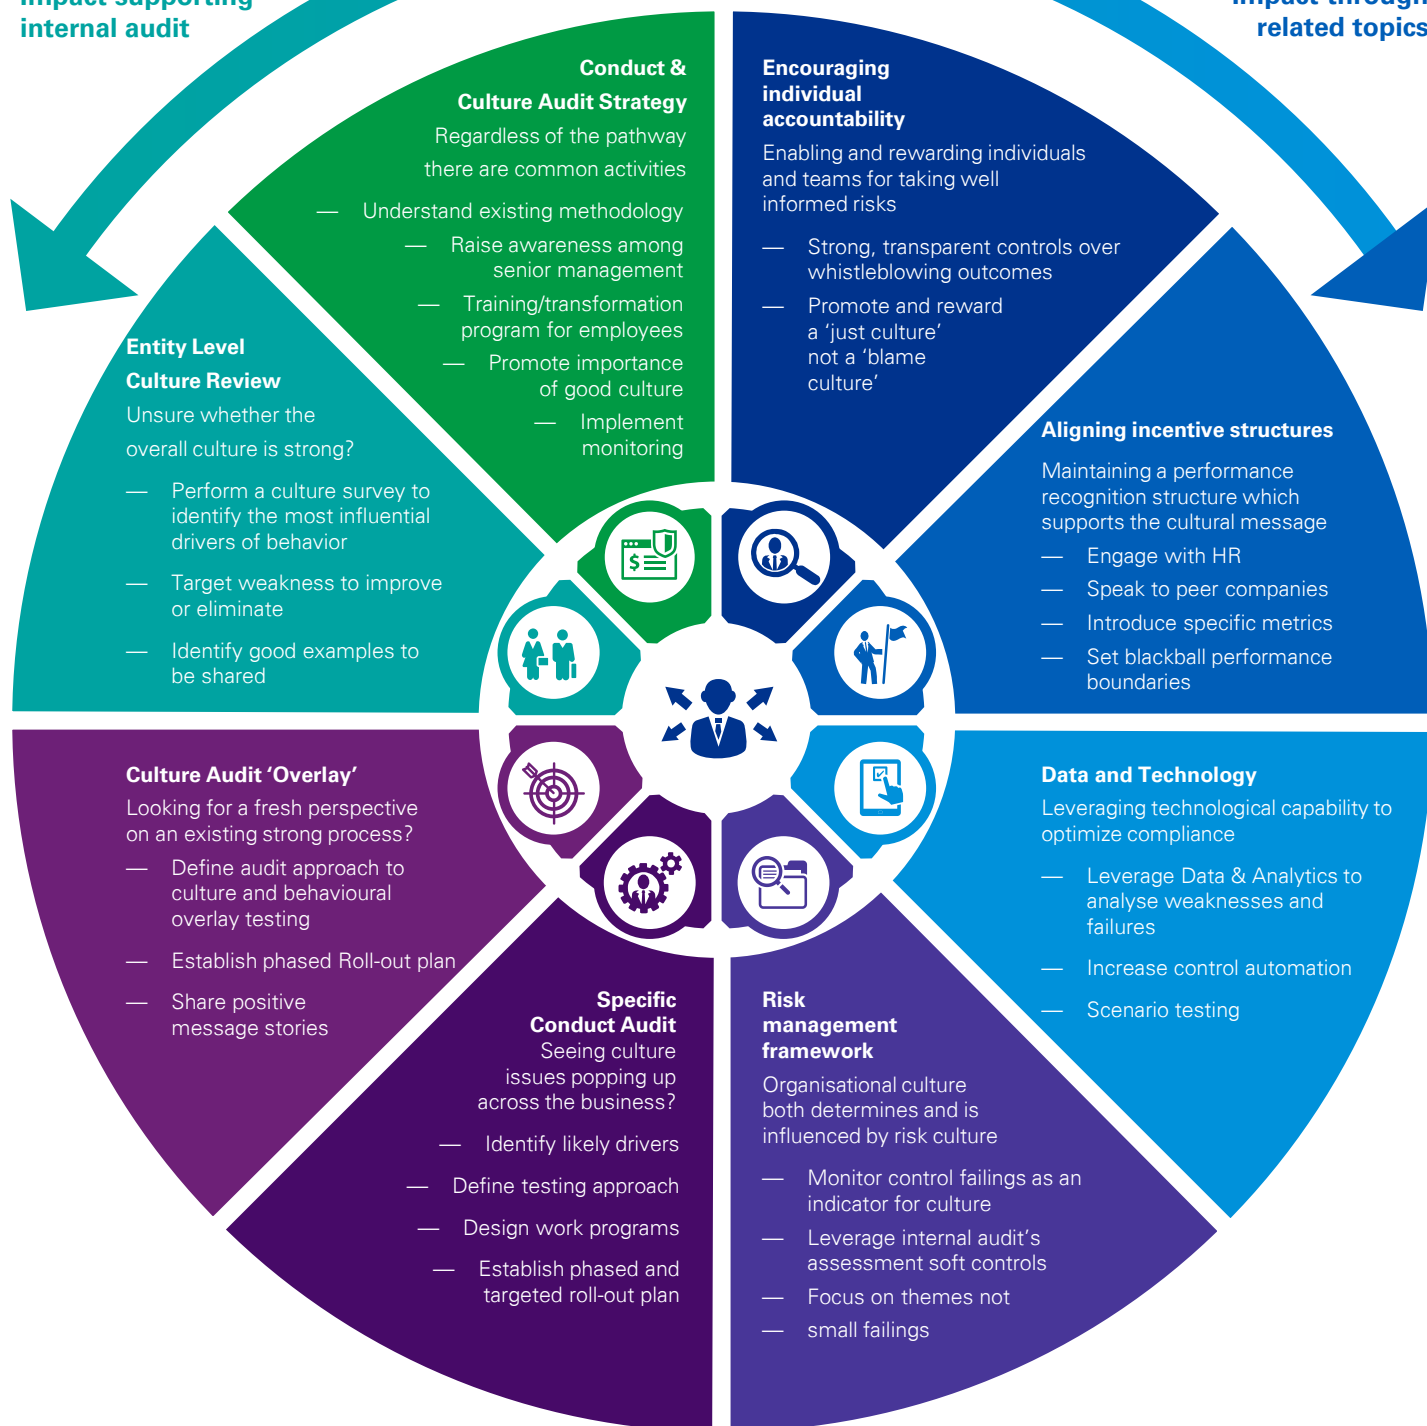 impact supporting
internal audit
impact through
related topics
Conduct &
Culture Audit Strategy
Regardless of the pathway
there are common activities
— Understand existing methodology
— Raise awareness among
senior management
— Training/transformation
program for employees
— Promote importance
of good culture
— Implement
monitoring
Encouraging
individual
accountability
Enabling and rewarding individuals
and teams for taking well
informed risks
— Strong, transparent controls over
whistleblowing outcomes
— Promote and reward
a ‘just culture’
not a ‘blame
culture’
Entity Level
Culture Review
Unsure whether the
overall culture is strong?
— Perform a culture survey to
identify the most influential
drivers of behavior
— Target weakness to improve
or eliminate
— Identify good examples to
be shared
Aligning incentive structures
Maintaining a performance
recognition structure which
supports the cultural message
— Engage with HR
— Speak to peer companies
— Introduce specific metrics
— Set blackball performance
boundaries
$
Culture Audit ‘Overlay’
Looking for a fresh perspective
on an existing strong process?
— Define audit approach to
culture and behavioural
overlay testing
— Establish phased Roll-out plan
— Share positive
message stories
Data and Technology
Leveraging technological capability to
optimize compliance
— Leverage Data & Analytics to
analyse weaknesses and
failures
— Increase control automation
— Scenario testing
Specific
Conduct Audit
Seeing culture
issues popping up
across the business?
— Identify likely drivers
— Define testing approach
— Design work programs
— Establish phased and
targeted roll-out plan
Risk
management
framework
Organisational culture
both determines and is
influenced by risk culture
— Monitor control failings as an
indicator for culture
— Leverage internal audit’s
assessment soft controls
— Focus on themes not
— small failings